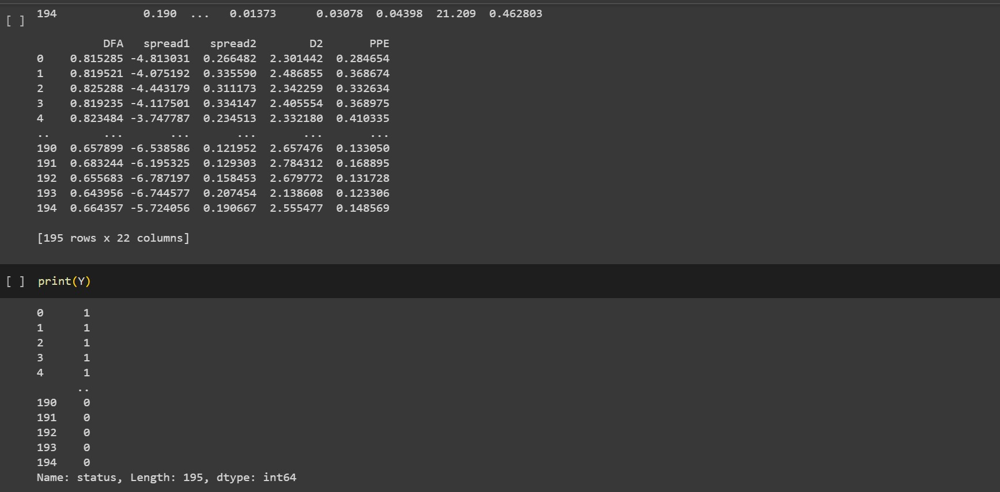 194             0.190  ...   0.01373      0.03078  0.04398  21.209  0.462803
[ ]
          DFA   spread1   spread2        D2       PPE
0    0.815285 -4.813031  0.266482  2.301442  0.284654
1    0.819521 -4.075192  0.335590  2.486855  0.368674
2    0.825288 -4.443179  0.311173  2.342259  0.332634
3    0.819235 -4.117501  0.334147  2.405554  0.368975
4    0.823484 -3.747787  0.234513  2.332180  0.410335
..        ...       ...       ...       ...       ...
190  0.657899 -6.538586  0.121952  2.657476  0.133050
191  0.683244 -6.195325  0.129303  2.784312  0.168895
192  0.655683 -6.787197  0.158453  2.679772  0.131728
193  0.643956 -6.744577  0.207454  2.138608  0.123306
194  0.664357 -5.724056  0.190667  2.555477  0.148569
[195 rows x 22 columns]
[ ] print(Y)
0      1
1      1
2      1
3      1
4      1
      ..
190    0
191    0
192    0
193    0
194    0
Name: status, Length: 195, dtype: int64